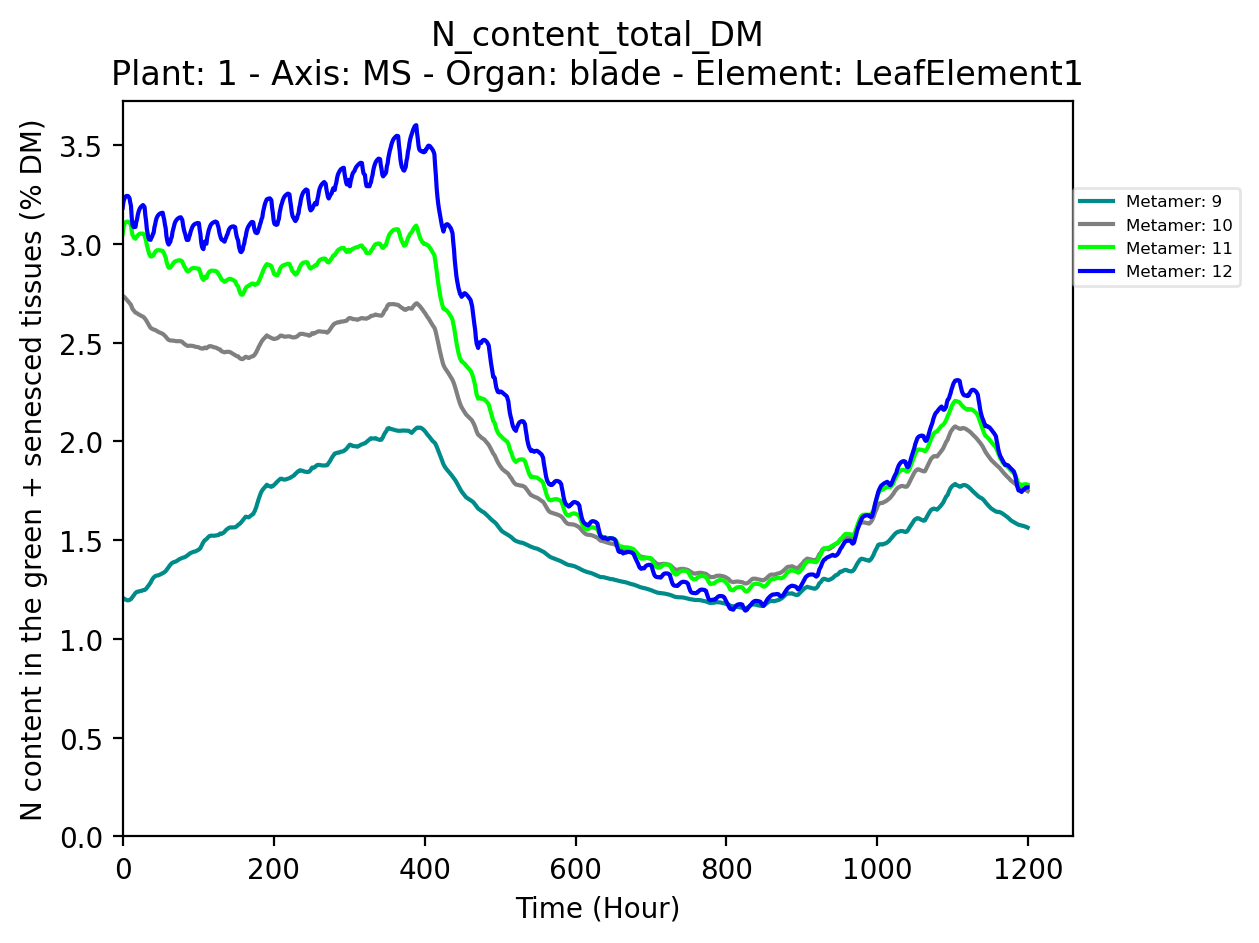 N_content_total_DM
Plant: 1 - Axis: MS - Organ: blade - Element: LeafElement1
N content in the green + senesced tissues (% DM)
3.5
3.0
2.5
2.0
1.5
1.0
0.5
0.0
0
200
400
600
800
1000
1200
Time (Hour)
Metamer: 9
Metamer: 10
Metamer: 11
Metamer: 12